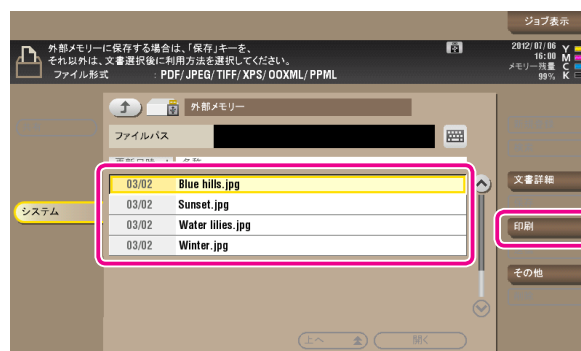 ジョブ表示
外部メモリーに保存する場合は、「保存」キーを、
それ以外は、文書選択後に利用方法を選択してください。
ファイル形式 : PDF/JPEG/TIFF/XPS/OOXML/PPML
2012/07/06
16:00
メモリー残量
99%
Y
M
C
K
外部メモリー
ファイルパス
更新日時 名称
03/02 Blue hills.jpg
03/02 Sunset.jpg
03/02 Water lilies.jpg
03/02 Winter.jpg
システム
文書詳細
印刷
その他
上へ
開く